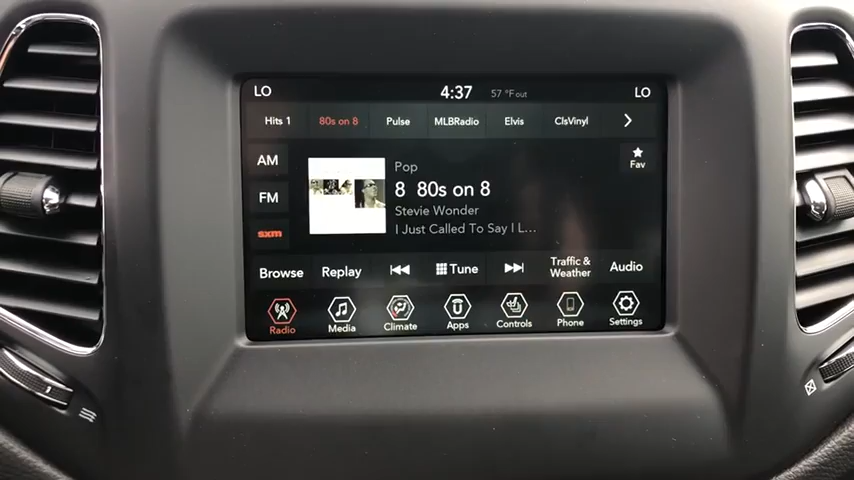 LO 4:37 57 °F out LO
Hits 1 80s on 8 Pulse MLBRadio Elvis ClsVinyl
AM
FM
sxm
Pop
8 80s on 8
Stevie Wonder
I Just Called To Say I L...
Fav
Browse Replay Tune Traffic & Weather Audio
Radio Media Climate Apps Controls Phone Settings